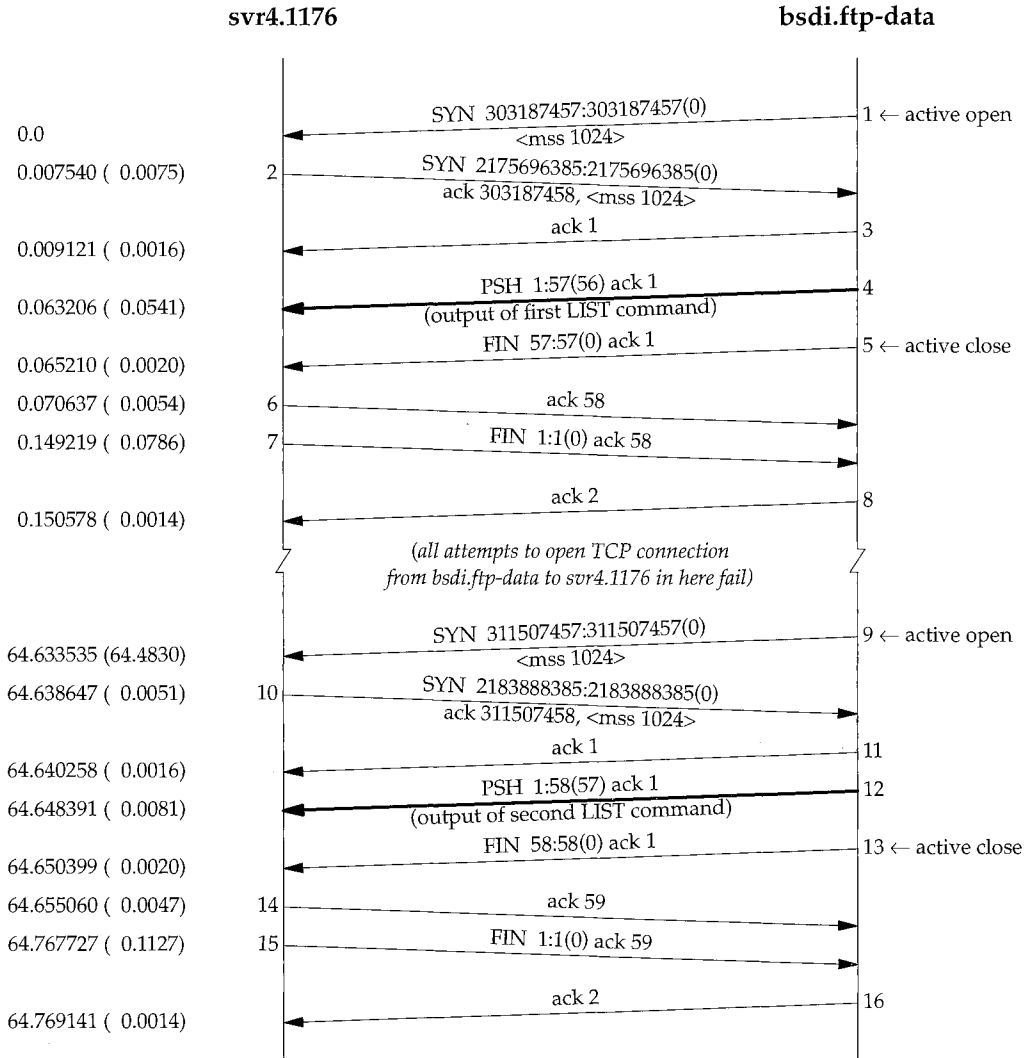 svr4.1176 bsdi.ftp-data
SYN 303187457:303187457(0) 1 ← active open
0.0 <mss 1024>
0.007540 ( 0.0075) 2 SYN 2175696385:2175696385(0)
ack 303187458, <mss 1024>
ack 1 3
0.009121 ( 0.0016)
PSH 1:57(56) ack 1 4
0.063206 ( 0.0541) (output of first LIST command)
FIN 57:57(0) ack 1 5 ← active close
0.065210 ( 0.0020)
0.070637 ( 0.0054) 6 ack 58
0.149219 ( 0.0786) 7 FIN 1:1(0) ack 58
ack 2 8
0.150578 ( 0.0014)
(all attempts to open TCP connection
from bsdi.ftp-data to svr4.1176 in here fail)
SYN 311507457:311507457(0) 9 ← active open
64.633535 (64.4830) <mss 1024>
64.638647 ( 0.0051) 10 SYN 2183888385:2183888385(0)
ack 311507458, <mss 1024>
ack 1 11
64.640258 ( 0.0016)
PSH 1:58(57) ack 1 12
64.648391 ( 0.0081) (output of second LIST command)
FIN 58:58(0) ack 1 13 ← active close
64.650399 ( 0.0020)
64.655060 ( 0.0047) 14 ack 59
64.767727 ( 0.1127) 15 FIN 1:1(0) ack 59
ack 2 16
64.769141 ( 0.0014)